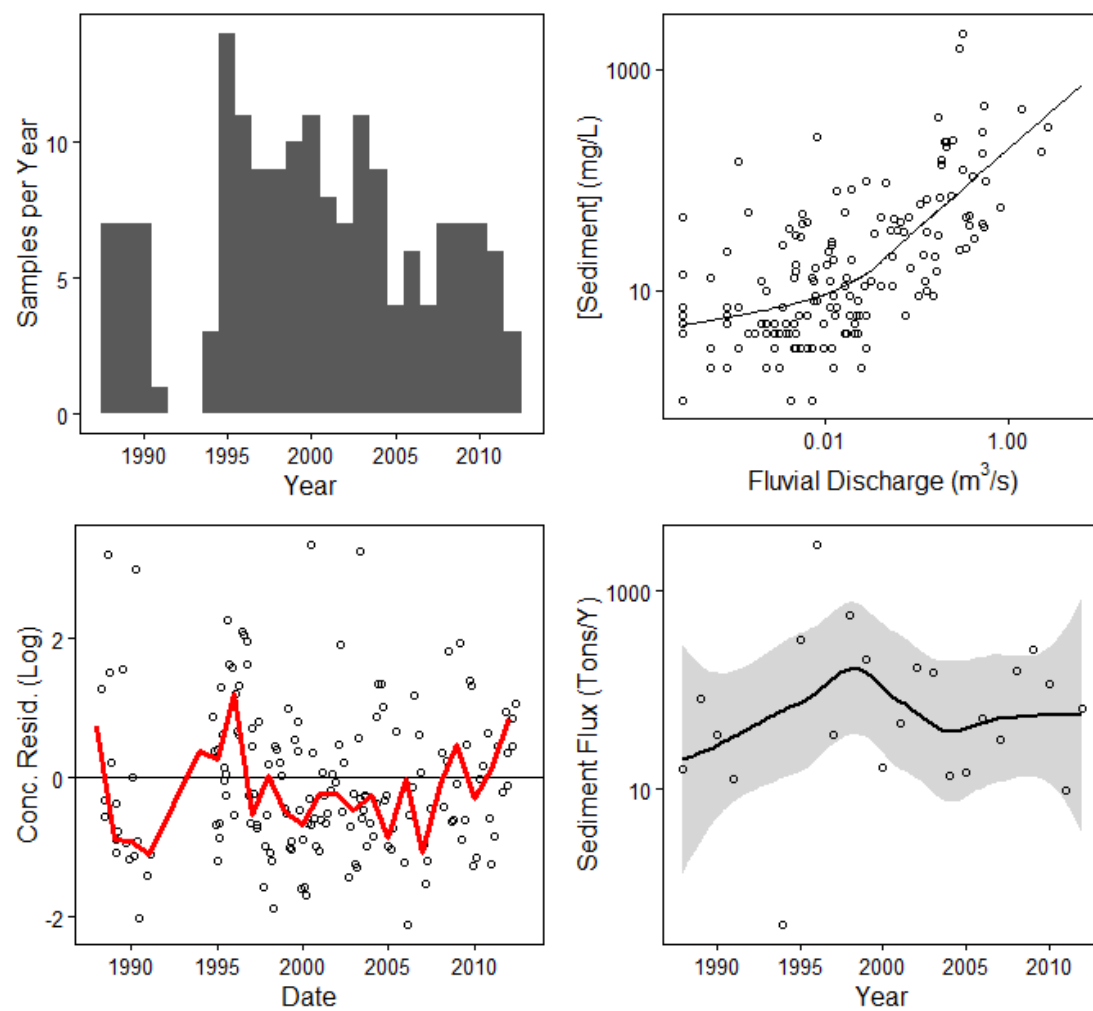 Samples per Year
10
5
0
1990 1995 2000 2005 2010
Year
[Sediment] (mg/L)
1000
10
0.01 1.00
Fluvial Discharge (m³/s)
Conc. Resid. (Log)
2
0
-2
1990 1995 2000 2005 2010
Date
Sediment Flux (Tons/Y)
1000
10
1990 1995 2000 2005 2010
Year